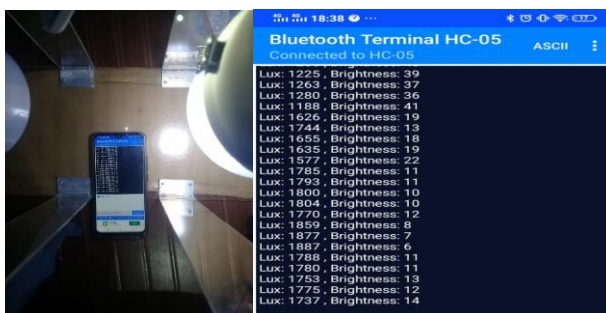 18:38
17
Bluetooth Terminal HC-05
Connected to HC-05
ASCII
Lux: 1225 , Brightness: 39
Lux: 1263 , Brightness: 37
Lux: 1280 , Brightness: 36
Lux: 1188 , Brightness: 41
Lux: 1626 , Brightness: 19
Lux: 1744 , Brightness: 13
Lux: 1655 , Brightness: 18
Lux: 1635 , Brightness: 19
Lux: 1577 , Brightness: 22
Lux: 1785 , Brightness: 11
Lux: 1793 , Brightness: 11
Lux: 1800 , Brightness: 10
Lux: 1804 , Brightness: 10
Lux: 1770 , Brightness: 12
Lux: 1859 , Brightness: 8
Lux: 1877 , Brightness: 7
Lux: 1887 , Brightness: 6
Lux: 1788 , Brightness: 11
Lux: 1780 , Brightness: 11
Lux: 1753 , Brightness: 13
Lux: 1775 , Brightness: 12
Lux: 1737 , Brightness: 14